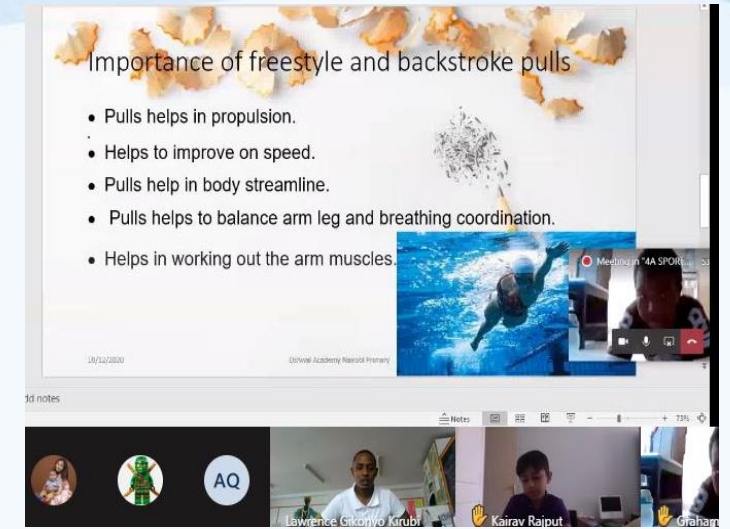 Importance of freestyle and backstroke pulls
• Pulls helps in propulsion.
•
• Helps to improve on speed.
• Pulls help in body streamline.
• Pulls helps to balance arm leg and breathing coordination.
• Helps in working out the arm muscles.
Meeting in "4A SPOR
10/12/2020
Oshwal Academy Nairobi Primary
dd notes
Notes
73%
AQ
Lawrence Gikonyo Kirubi
Kairav Rajput
Graham